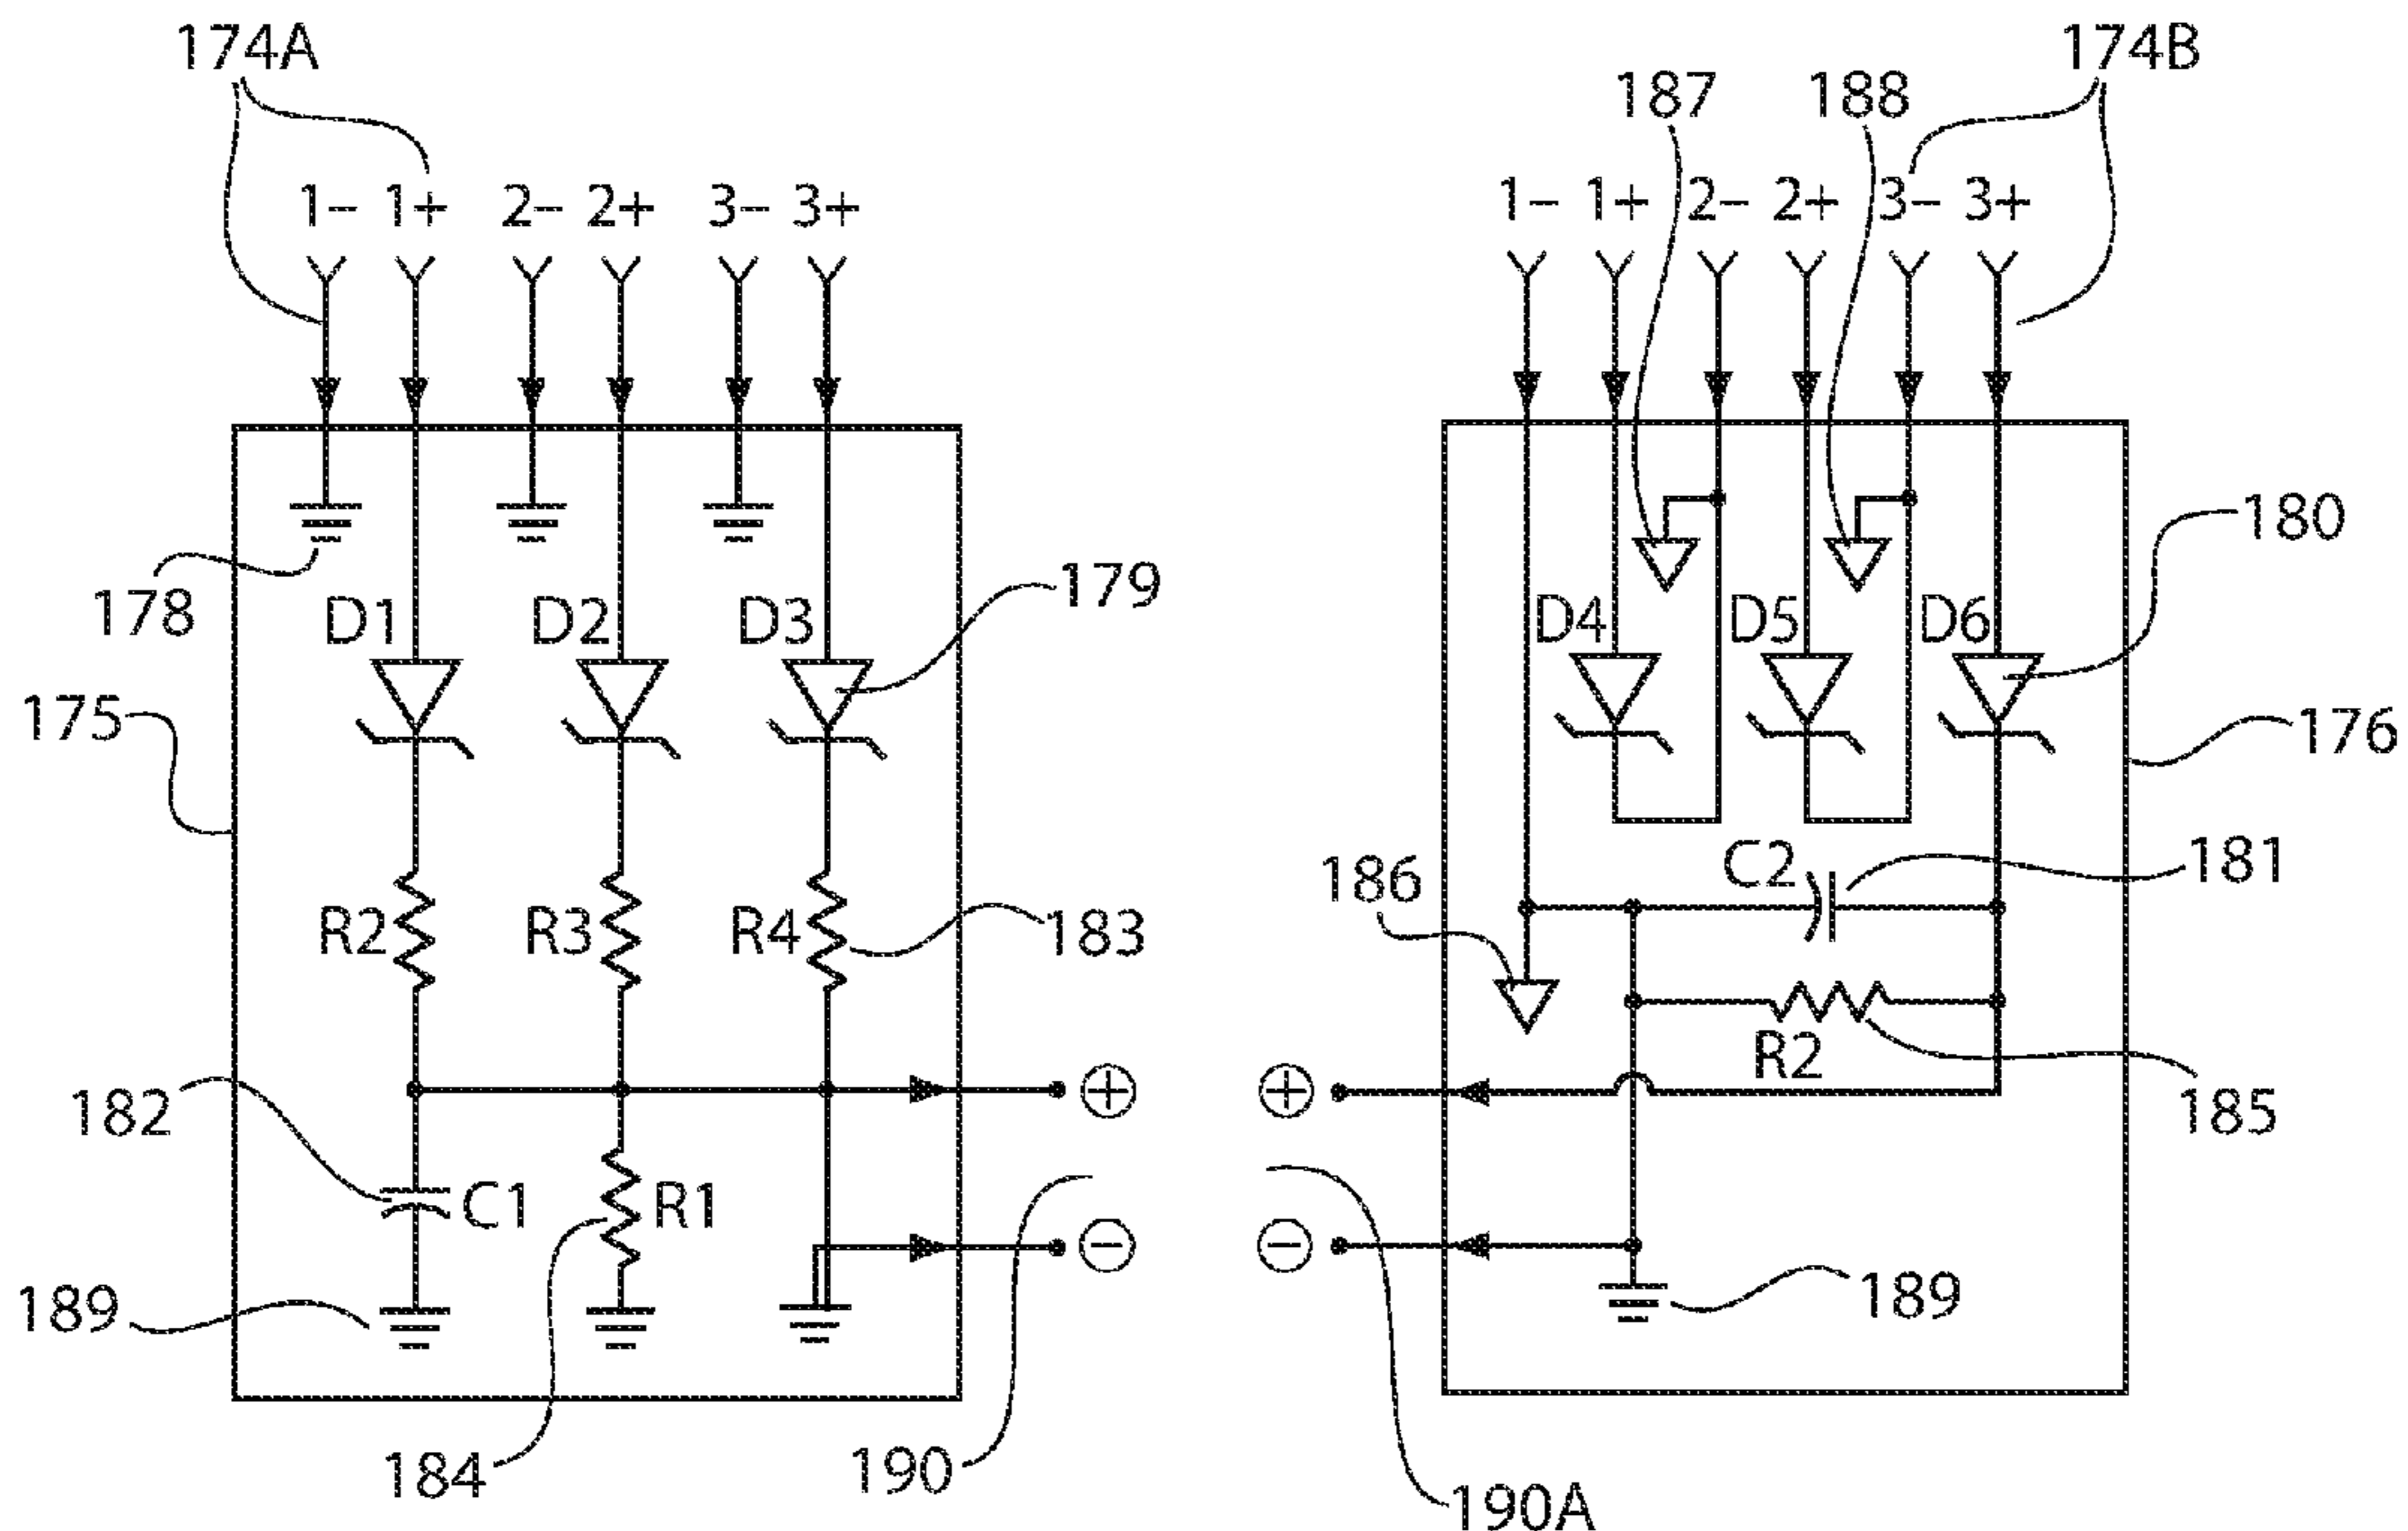 174A
174B
187
188
1– 1+ 2– 2+ 3– 3+
1– 1+ 2– 2+ 3– 3+
180
178
179
D1 D2 D3
D4 D5 D6
175
176
C2
181
186
R2 R3 R4
183
R2
185
+
+
182
C1
R1
–
–
189
189
184
190
190A